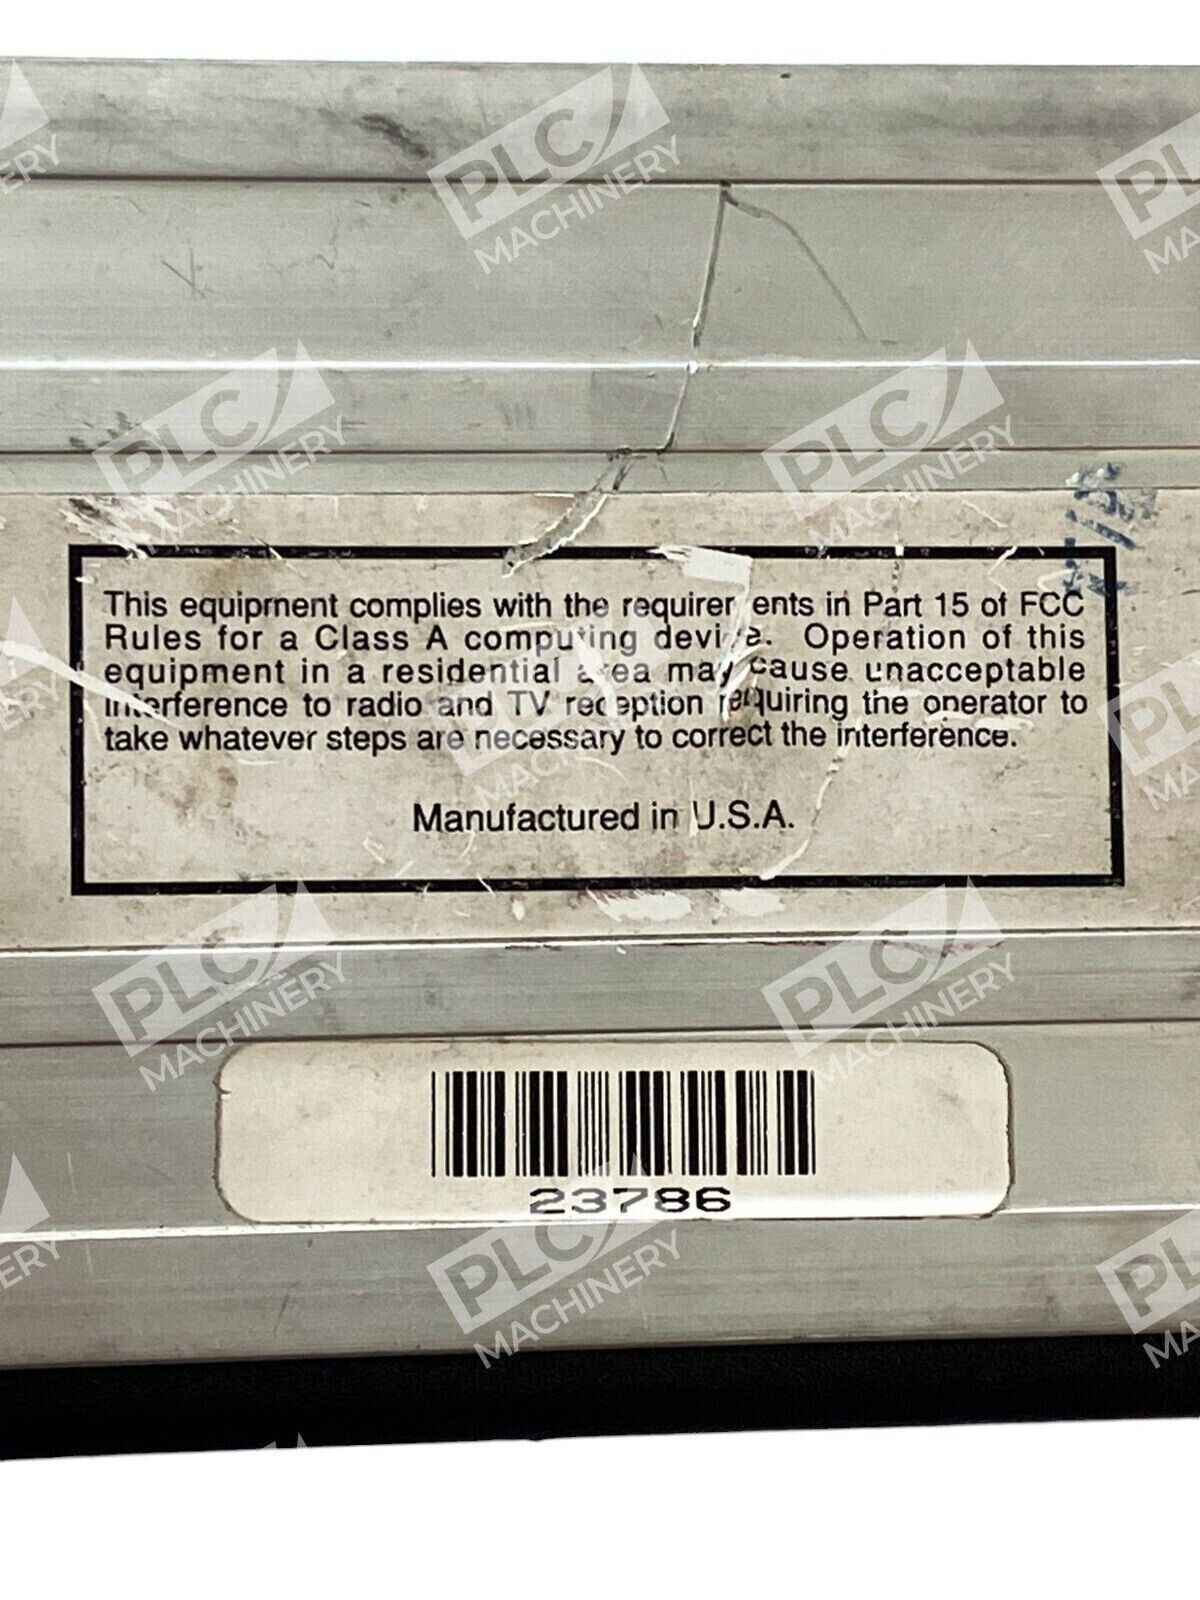 PLC
MACHINERY
This equipment complies with the requirements in Part 15 of FCC
Rules for a Class A computing device. Operation of this
equipment in a residential area may cause unacceptable
interference to radio and TV reception requiring the operator to
take whatever steps are necessary to correct the interference.
Manufactured in U.S.A.
23786